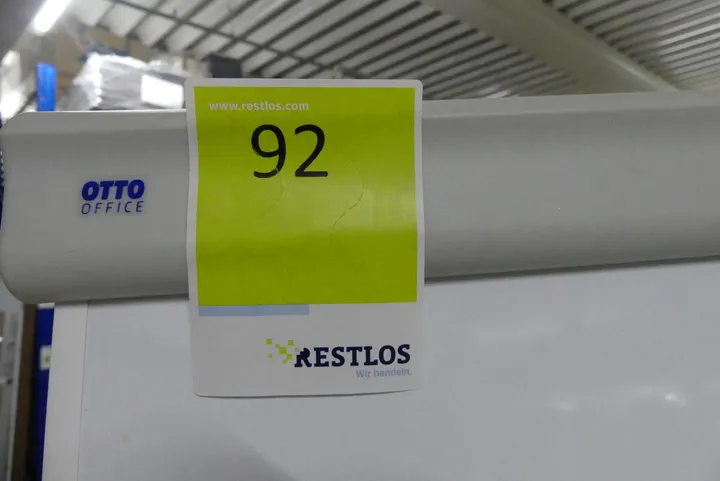 www.restlos.com
92
OTTO
OFFICE
RESTLOS
Wir handeln.